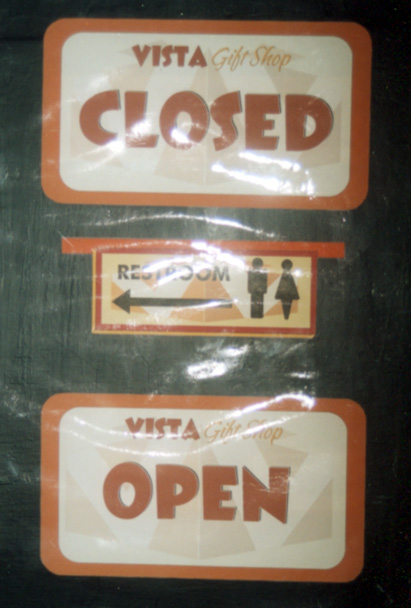 VISTA Gift Shop
CLOSED
RESTROOM
VISTA Gift Shop
OPEN